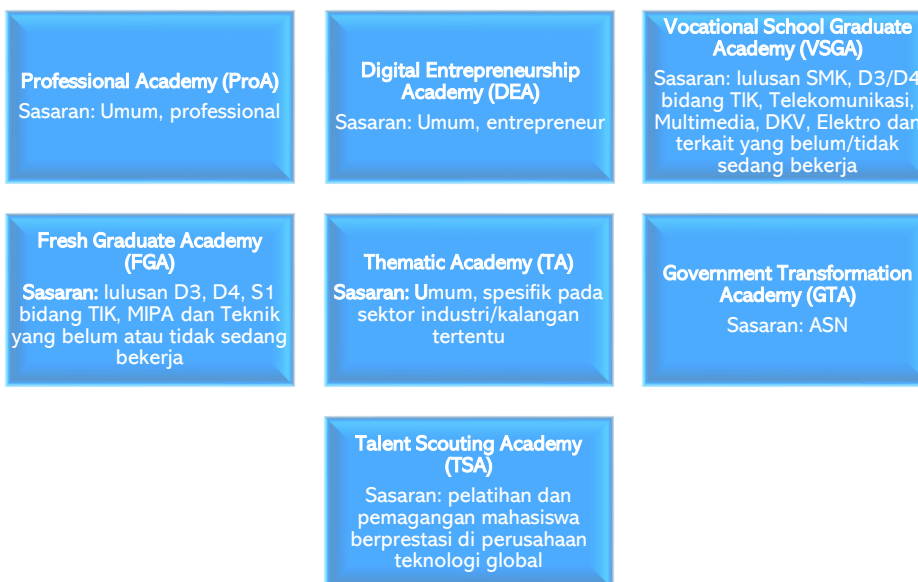 Professional Academy (ProA)
Sasaran: Umum, professional
Digital Entrepreneurship
Academy (DEA)
Sasaran: Umum, entrepreneur
Vocational School Graduate
Academy (VSGA)
Sasaran: lulusan SMK, D3/D4
bidang TIK, Telekomunikasi,
Multimedia, DKV, Elektro dan
terkait yang belum/tidak
sedang bekerja
Fresh Graduate Academy
(FGA)
Sasaran: lulusan D3, D4, S1
bidang TIK, MIPA dan Teknik
yang belum atau tidak sedang
bekerja
Thematic Academy (TA)
Sasaran: Umum, spesifik pada
sektor industri/kalangan
tertentu
Government Transformation
Academy (GTA)
Sasaran: ASN
Talent Scouting Academy
(TSA)
Sasaran: pelatihan dan
pemagangan mahasiswa
berprestasi di perusahaan
teknologi global